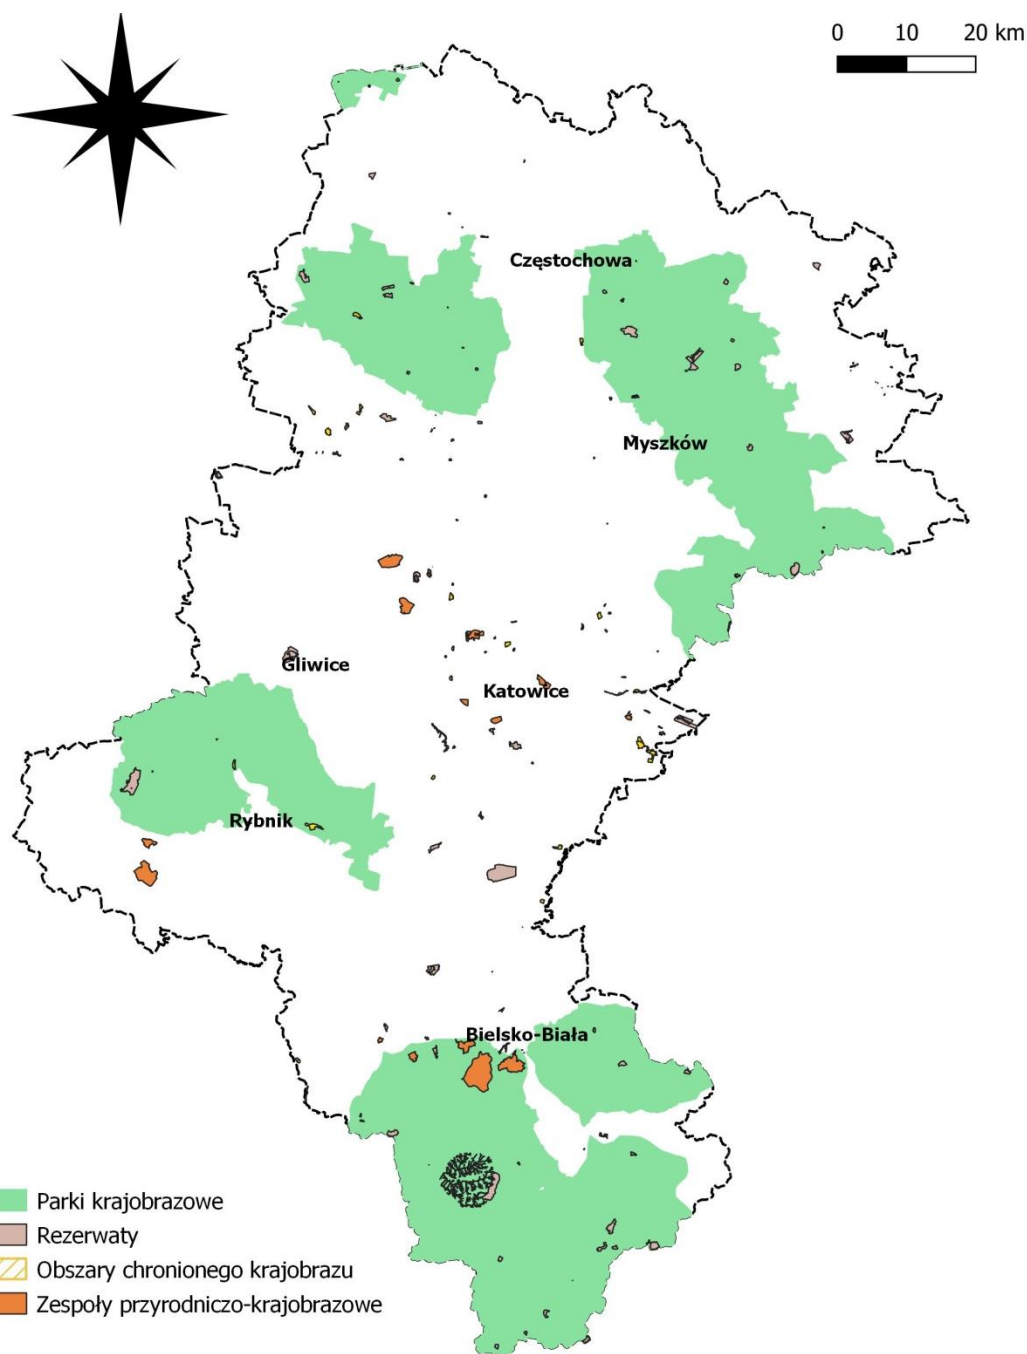 0 10 20 km
Częstochowa
Myszków
Gliwice
Katowice
Rybnik
Bielsko-Biała
Parki krajobrazowe
Rezerwaty
Obszary chronionego krajobrazu
Zespoły przyrodniczo-krajobrazowe